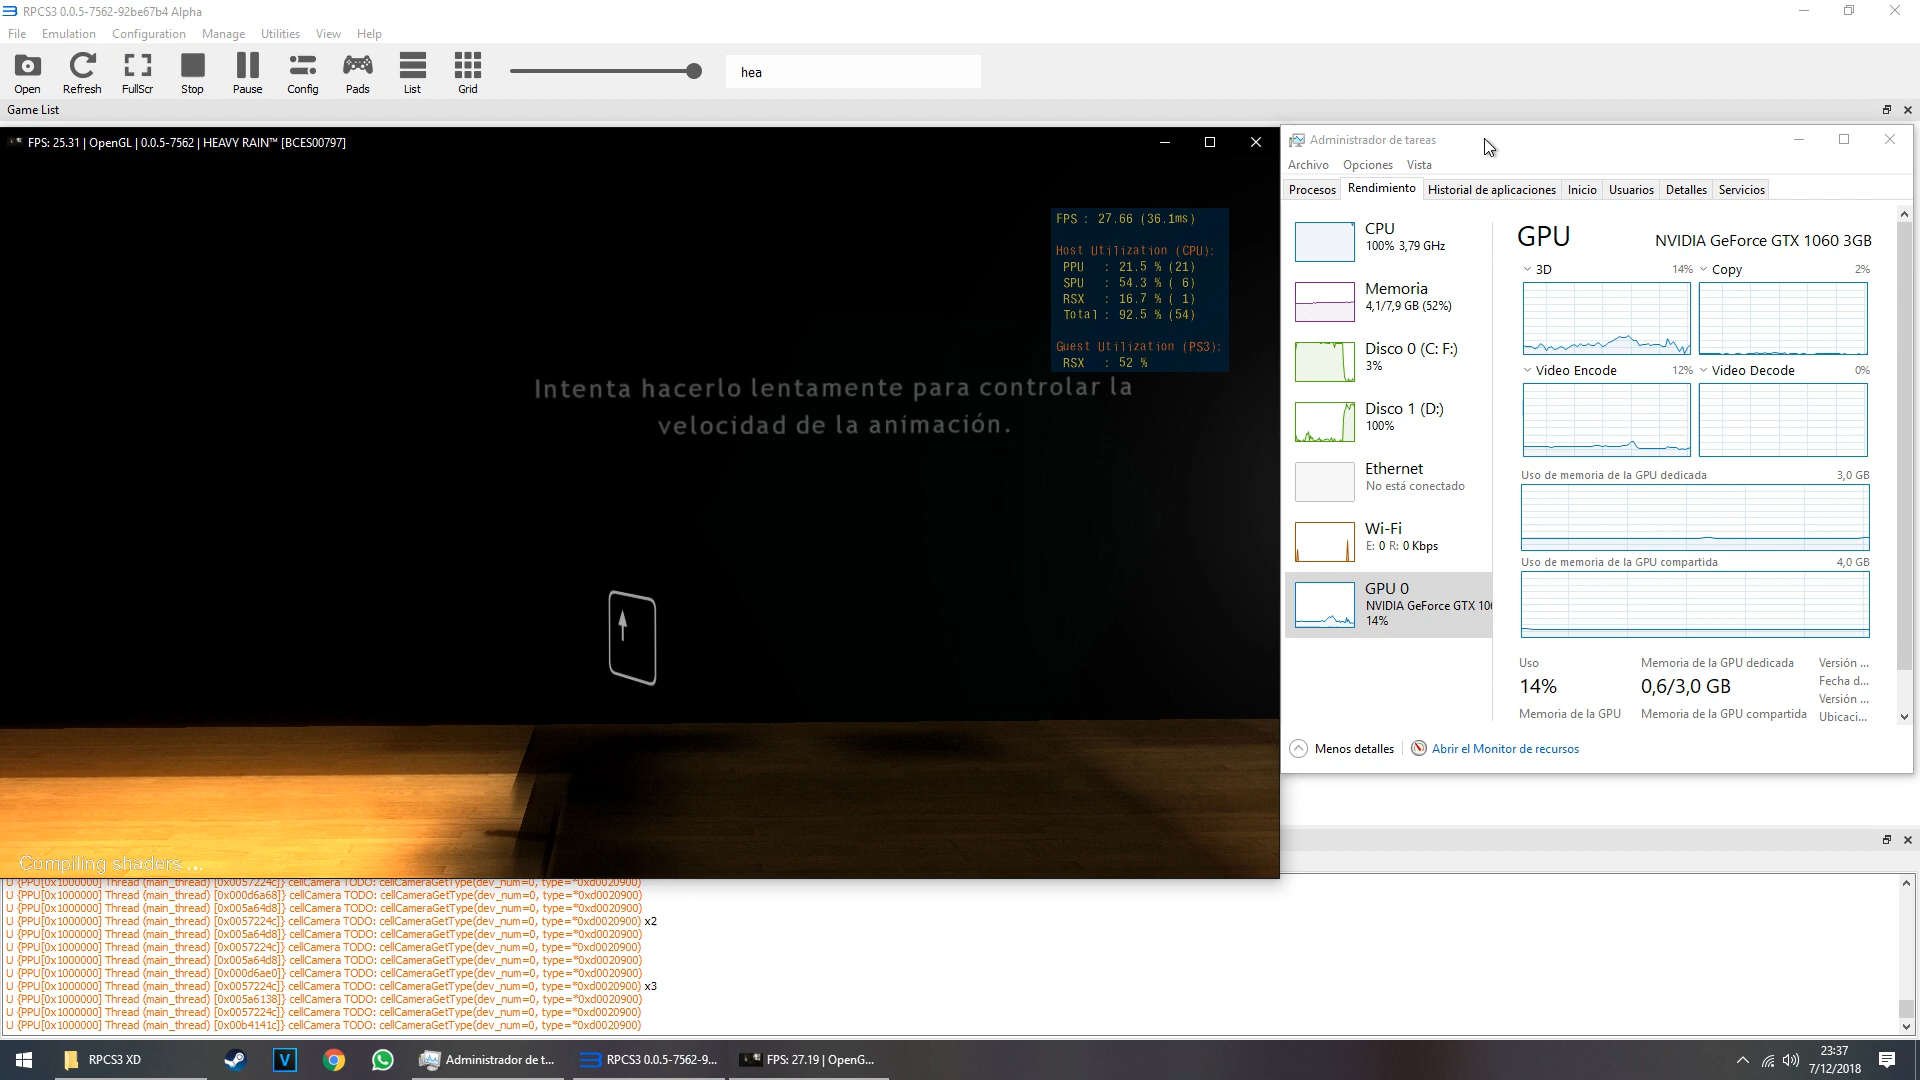 RPCS3 0.0.5-7562-92be67b4 Alpha
File Emulation Configuration Manage Utilities View Help
Open Refresh FullScr Stop Pause Config Pads List Grid
hea
Game List
FPS: 25.31 | OpenGL | 0.0.5-7562 | HEAVY RAIN™ [BCES00797]
FPS : 27.66 (36.1ms)
Host Utilization (CPU):
PPU : 21.5 % (21)
SPU : 54.3 % ( 6)
RSX : 16.7 % ( 1)
Total : 92.5 % (54)
Guest Utilization (PS3):
RSX : 52 %
Intenta hacerlo lentamente para controlar la
velocidad de la animación.
Compiling shaders ...
Administrador de tareas
Archivo Opciones Vista
Procesos Rendimiento Historial de aplicaciones Inicio Usuarios Detalles Servicios
CPU
100% 3,79 GHz
Memoria
4,1/7,9 GB (52%)
Disco 0 (C: F:)
3%
Disco 1 (D:)
100%
Ethernet
No está conectado
Wi-Fi
E: 0 R: 0 Kbps
GPU 0
NVIDIA GeForce GTX 10
14%
GPU
NVIDIA GeForce GTX 1060 3GB
3D 14% Copy 2%
Video Encode 12% Video Decode 0%
Uso de memoria de la GPU dedicada 3,0 GB
Uso de memoria de la GPU compartida 4,0 GB
Uso Memoria de la GPU dedicada Versión ...
14% 0,6/3,0 GB Fecha d...
Versión ...
Memoria de la GPU Memoria de la GPU compartida Ubicaci...
Menos detalles Abrir el Monitor de recursos
U {PPU[0x1000000] Thread (main_thread) [0x0057224c]} cellCamera TODO: cellCameraGetType(dev_num=0, type=*0xd0020900)
U {PPU[0x1000000] Thread (main_thread) [0x000d6a68]} cellCamera TODO: cellCameraGetType(dev_num=0, type=*0xd0020900)
U {PPU[0x1000000] Thread (main_thread) [0x005a64d8]} cellCamera TODO: cellCameraGetType(dev_num=0, type=*0xd0020900)
U {PPU[0x1000000] Thread (main_thread) [0x0057224c]} cellCamera TODO: cellCameraGetType(dev_num=0, type=*0xd0020900) x2
U {PPU[0x1000000] Thread (main_thread) [0x005a64d8]} cellCamera TODO: cellCameraGetType(dev_num=0, type=*0xd0020900)
U {PPU[0x1000000] Thread (main_thread) [0x0057224c]} cellCamera TODO: cellCameraGetType(dev_num=0, type=*0xd0020900)
U {PPU[0x1000000] Thread (main_thread) [0x005a64d8]} cellCamera TODO: cellCameraGetType(dev_num=0, type=*0xd0020900)
U {PPU[0x1000000] Thread (main_thread) [0x000d6ae0]} cellCamera TODO: cellCameraGetType(dev_num=0, type=*0xd0020900)
U {PPU[0x1000000] Thread (main_thread) [0x0057224c]} cellCamera TODO: cellCameraGetType(dev_num=0, type=*0xd0020900) x3
U {PPU[0x1000000] Thread (main_thread) [0x005a6138]} cellCamera TODO: cellCameraGetType(dev_num=0, type=*0xd0020900)
U {PPU[0x1000000] Thread (main_thread) [0x0057224c]} cellCamera TODO: cellCameraGetType(dev_num=0, type=*0xd0020900)
U {PPU[0x1000000] Thread (main_thread) [0x00b4141c]} cellCamera TODO: cellCameraGetType(dev_num=0, type=*0xd0020900)
RPCS3 XD
V
Administrador de t...
RPCS3 0.0.5-7562-9...
FPS: 27.19 | OpenG...
23:37
7/12/2018